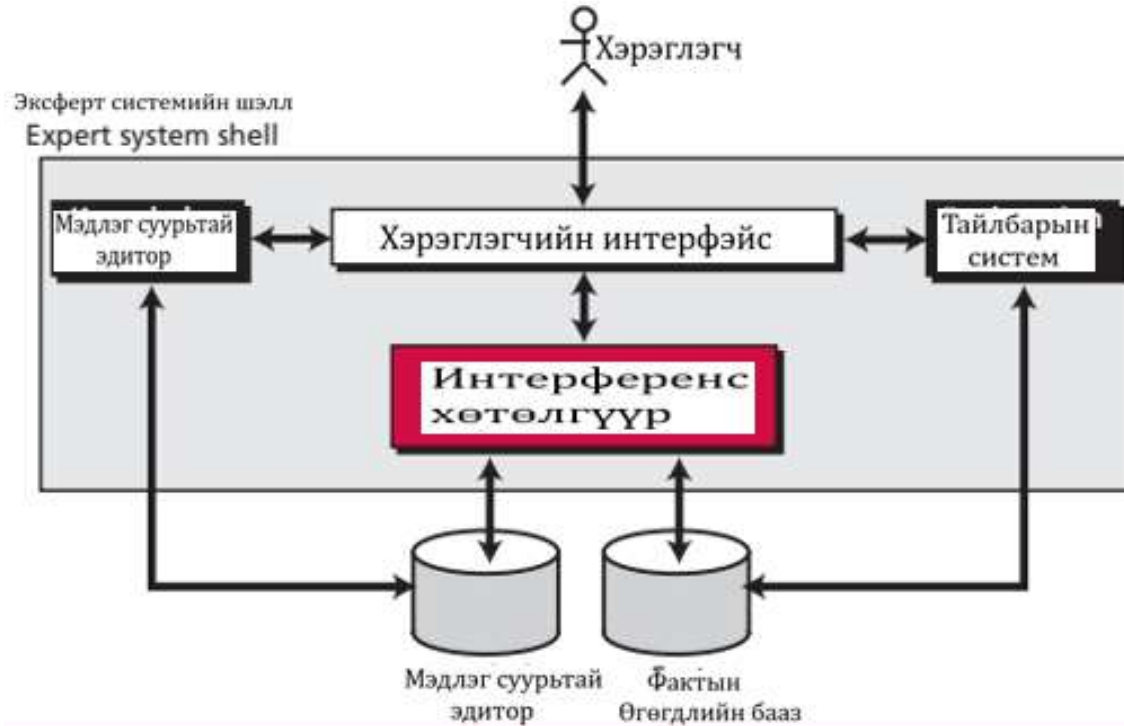 Хэрэглэгч
Эксферт системийн шэлл
Expert system shell
Мэдлэг суурьтай
эдитор
Хэрэглэгчийн интерфэйс
Тайлбарын
систем
Интерференс
хөтөлгүүр
Мэдлэг суурьтай
эдитор
Фактын
Өгөгдлийн бааз